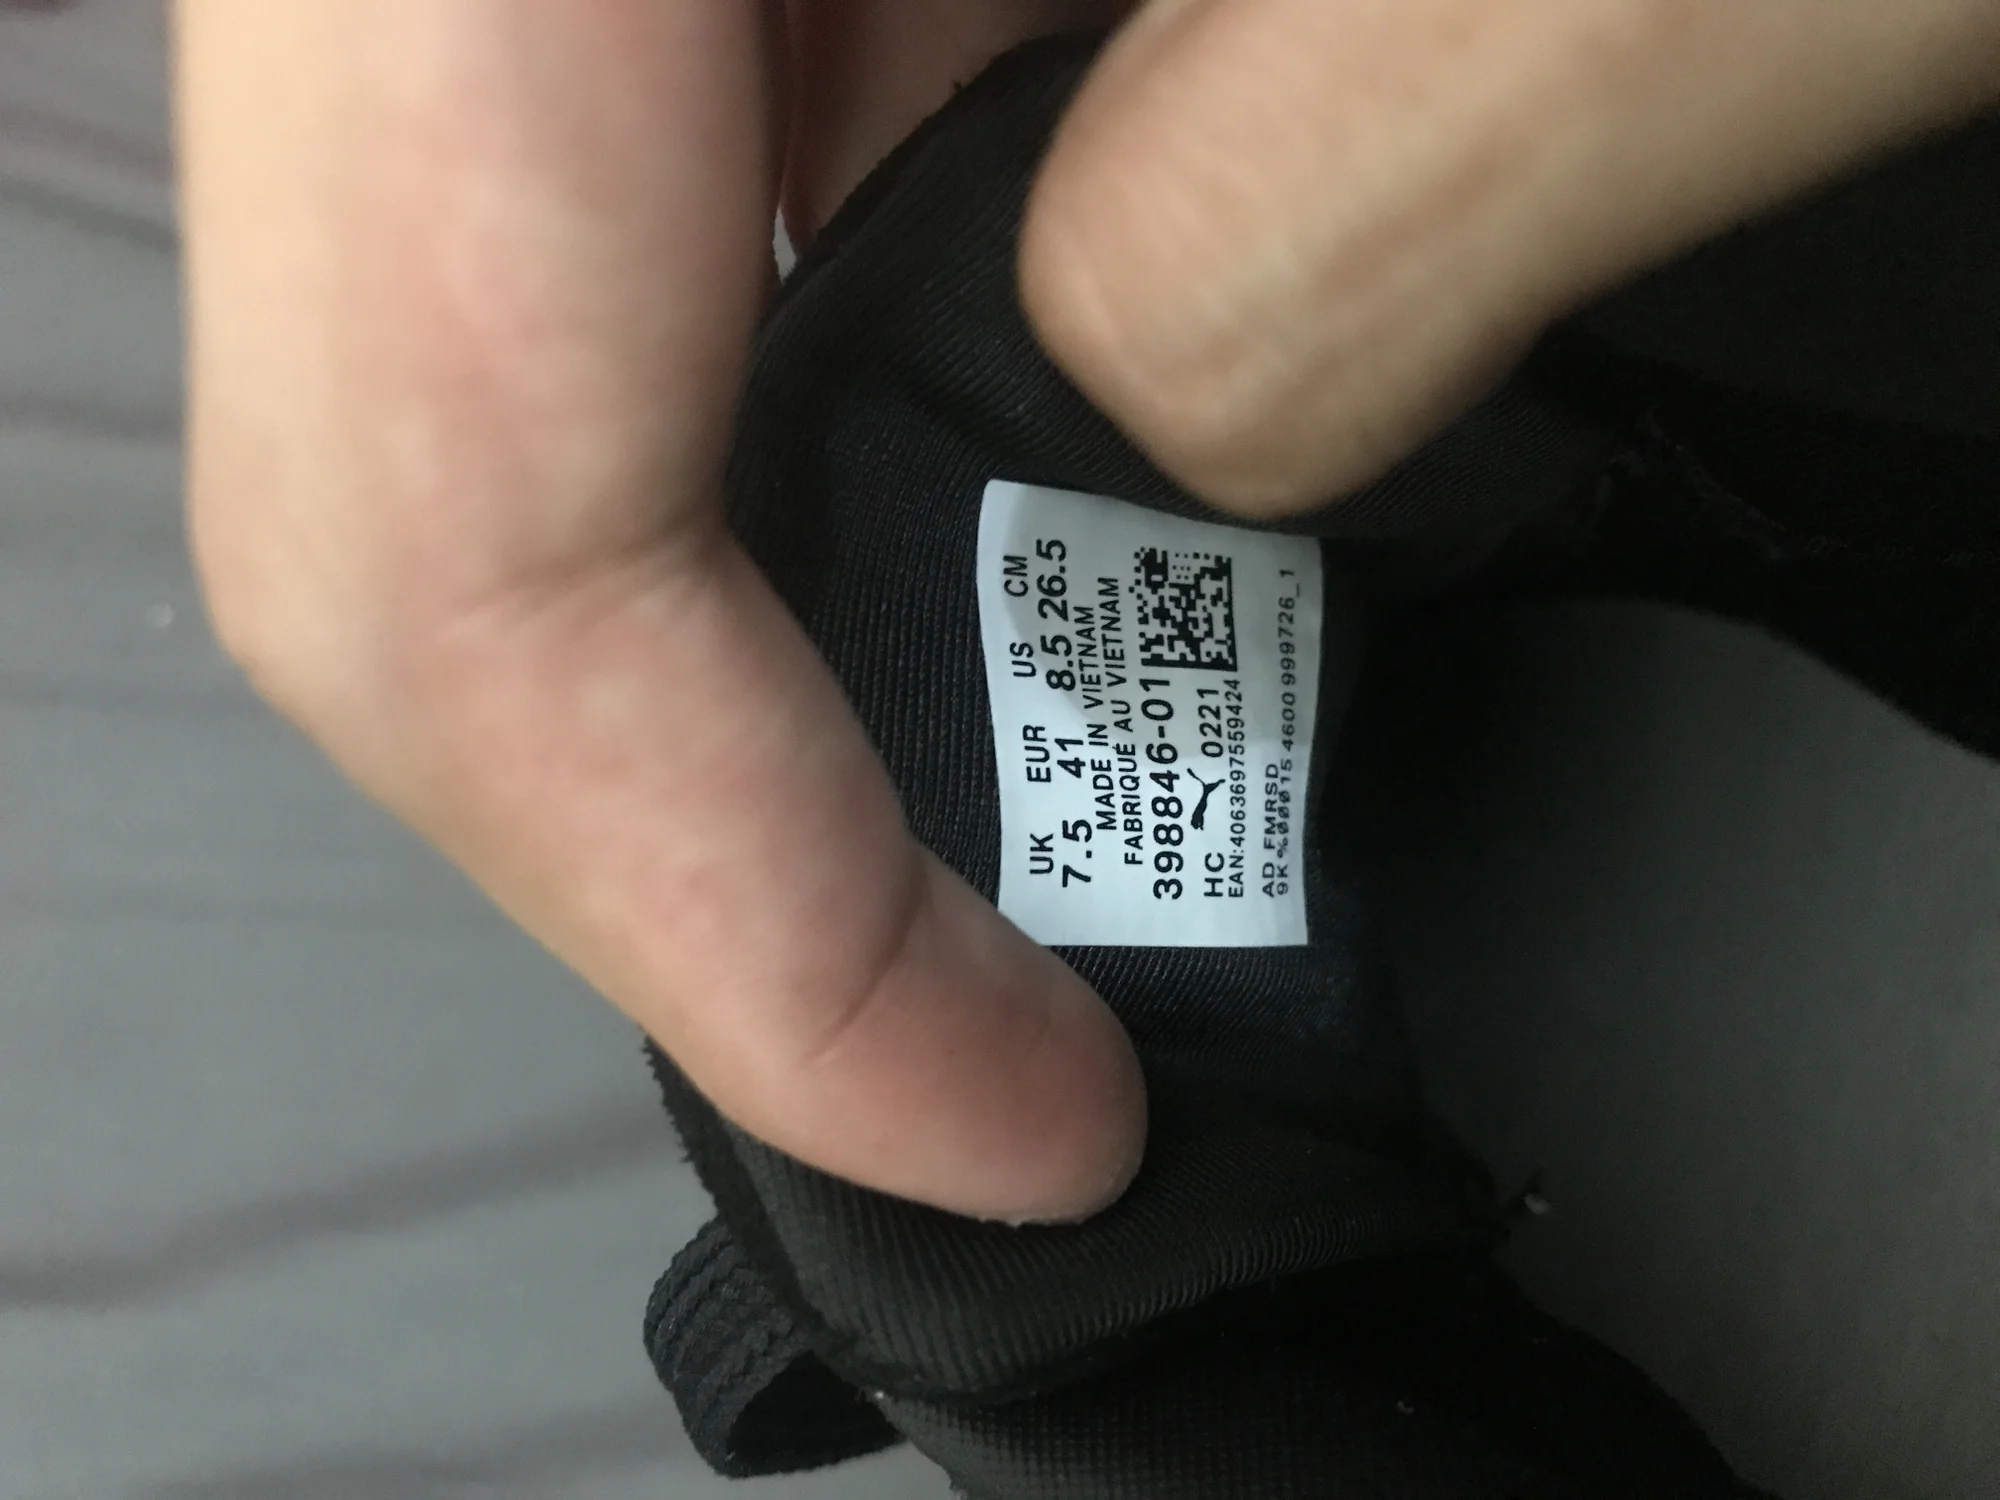 UK EUR US CM
7.5 41 8.5 26.5
MADE IN VIETNAM
FABRIQUÉ AU VIETNAM
398846-01
HC 0221
EAN:4063697559424
AD FMRSD
9K %00015 4600 999726_1